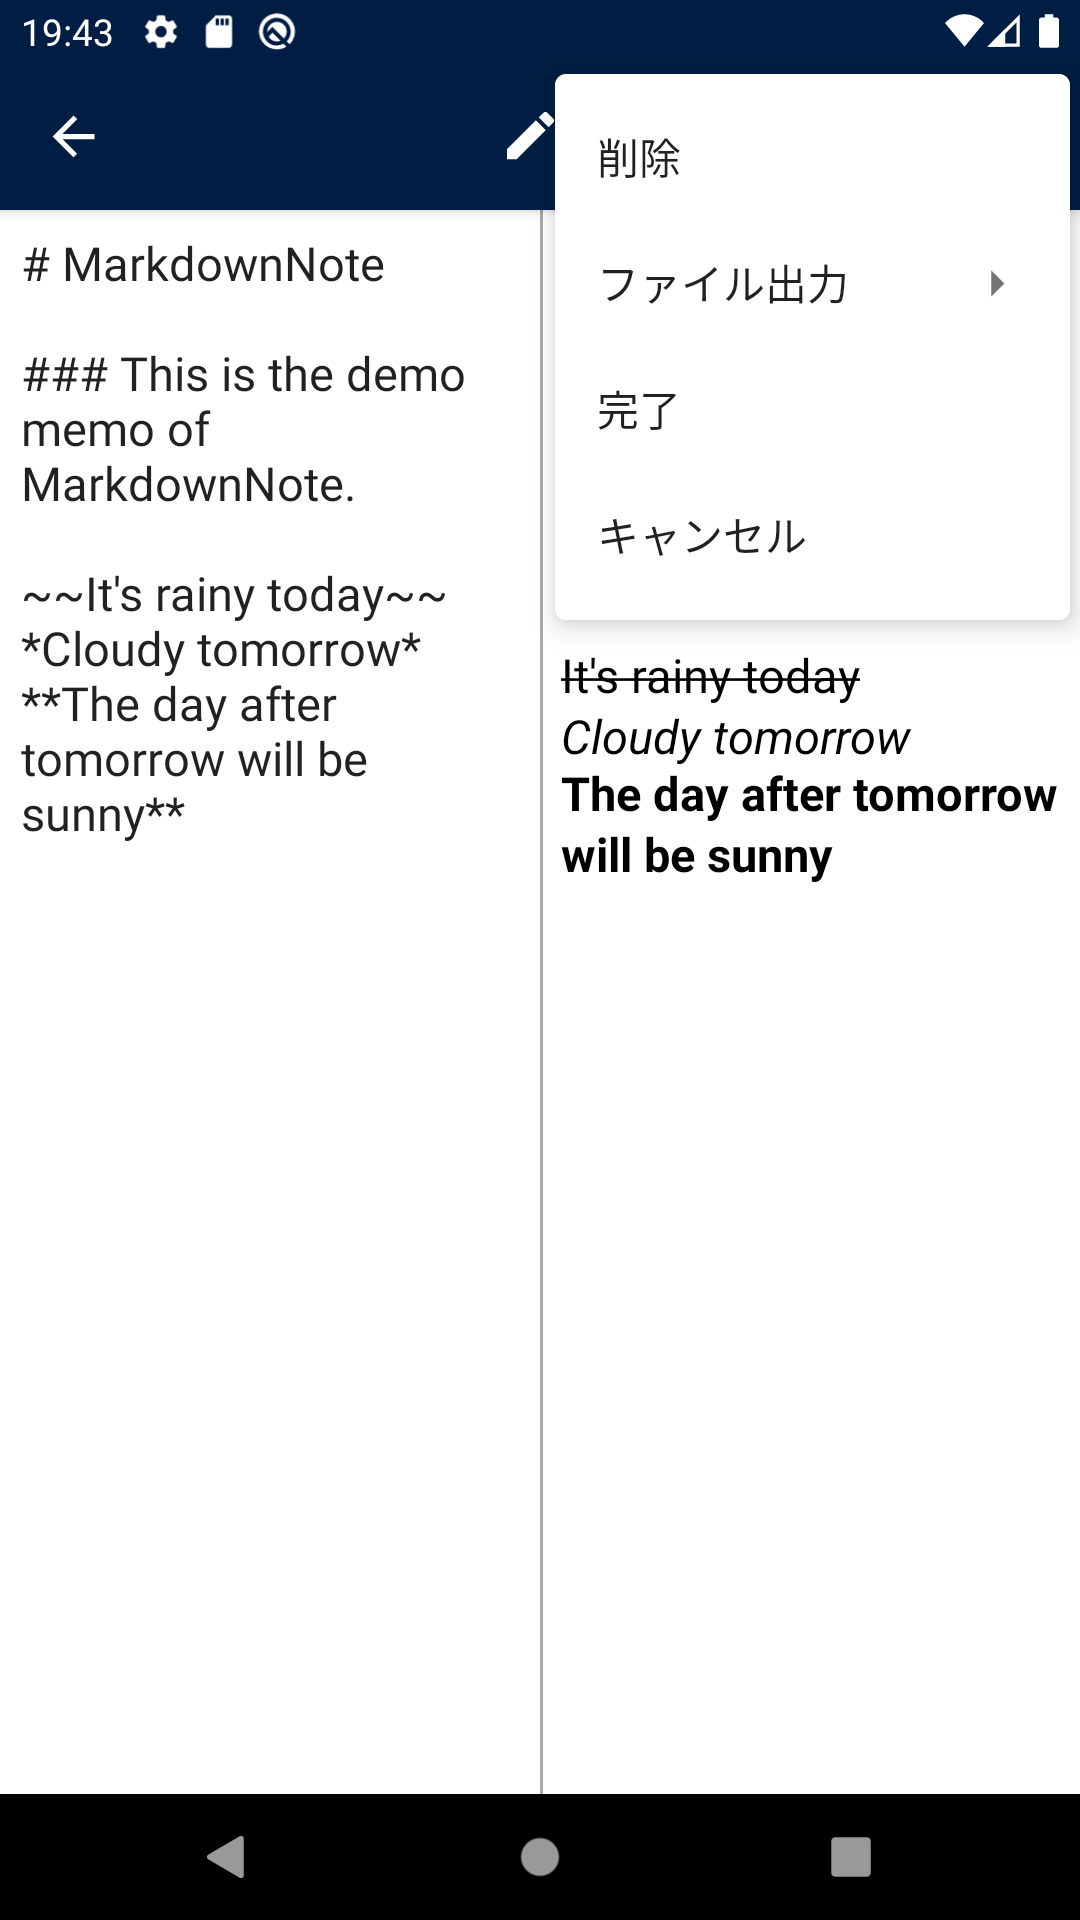 19:43
削除
ファイル出力
完了
キャンセル
# MarkdownNote
### This is the demo
memo of
MarkdownNote.
~~It's rainy today~~
*Cloudy tomorrow*
**The day after
tomorrow will be
sunny**
It's rainy today
Cloudy tomorrow
The day after tomorrow
will be sunny